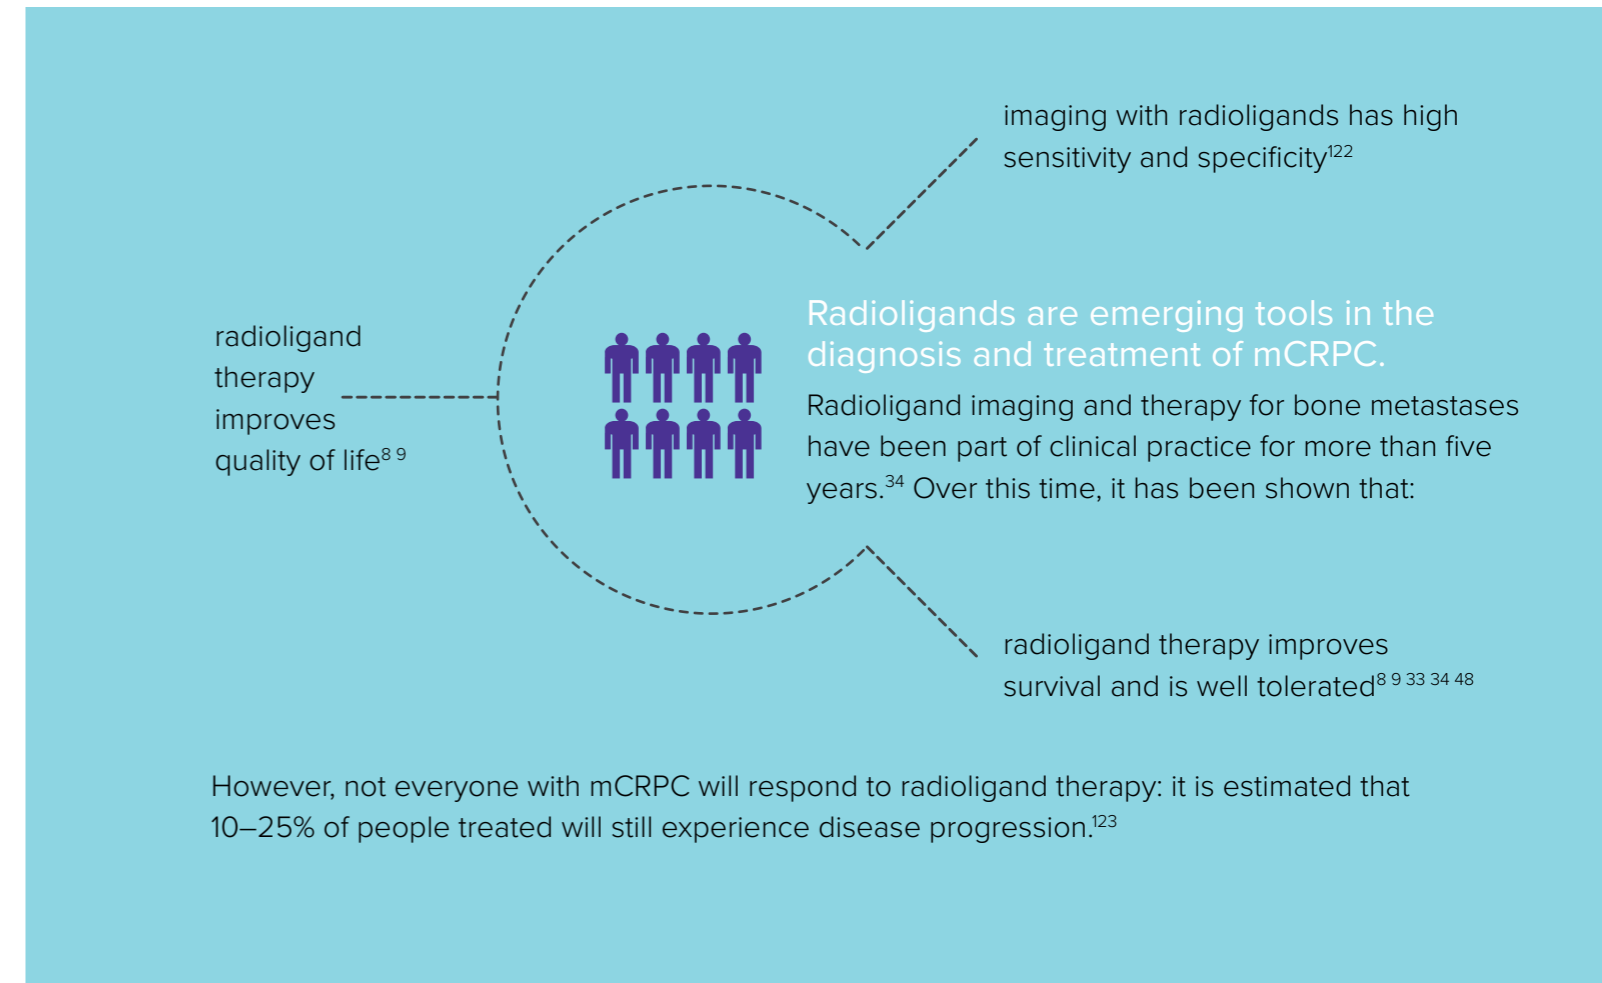 Radioligands are emerging tools in the
diagnosis and treatment of mCRPC.
Radioligand imaging and therapy for bone metastases
have been part of clinical practice for more than five
years.³⁴ Over this time, it has been shown that:
imaging with radioligands has high
sensitivity and specificity¹²²
radioligand
therapy
improves
quality of life⁸ ⁹
radioligand therapy improves
survival and is well tolerated⁸ ⁹ ³³ ³⁴ ⁴⁸
However, not everyone with mCRPC will respond to radioligand therapy: it is estimated that
10–25% of people treated will still experience disease progression.¹²³